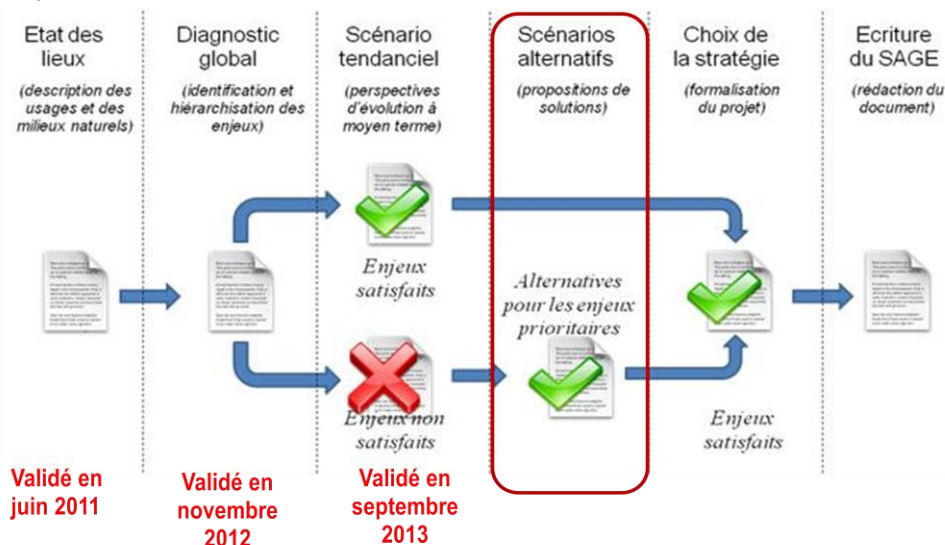 Etat des
lieux
(description des
usages et des
milieux naturels)
Diagnostic
global
(identification et
hiérarchisation des
enjeux)
Scénario
tendanciel
(perspectives
d'évolution à
moyen terme)
Scénarios
alternatifs
(propositions de
solutions)
Choix de
la stratégie
(formalisation
du projet)
Ecriture
du SAGE
(rédaction du
document)
Enjeux
satisfaits
Alternatives
pour les enjeux
prioritaires
Enjeux non
satisfaits
Enjeux
satisfaits
Validé en
juin 2011
Validé en
novembre
2012
Validé en
septembre
2013